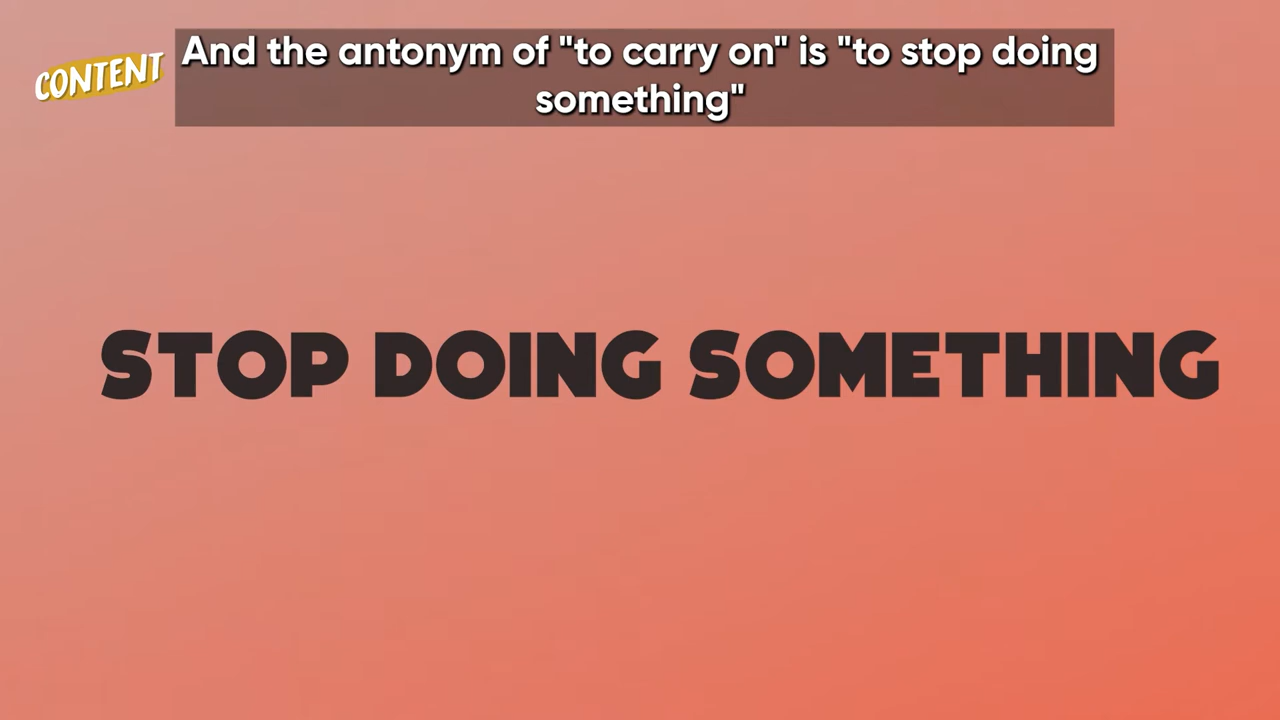 CONTENT
And the antonym of "to carry on" is "to stop doing
something"
STOP DOING SOMETHING